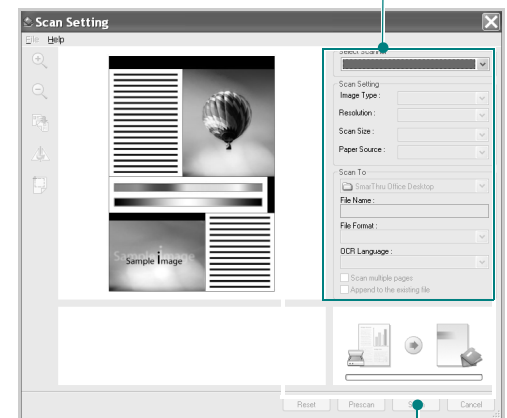 Scan Setting
File Help
Select Scanner
Scan Setting
Image Type :
Resolution :
Scan Size :
Paper Source :
Scan To
SmarThru Office Desktop
File Name :
File Format :
OCR Language :
Scan multiple pages
Append to the existing file
Sample image
Sample image
Reset Prescan Cancel